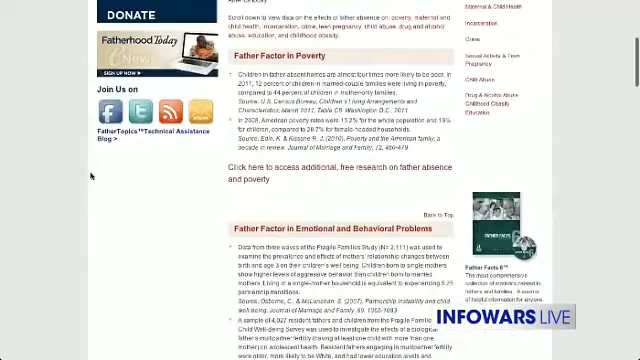 DONATE
Fatherhood Today
eNews
SIGN UP NOW
Join Us on
FatherTopics™Technical Assistance
Blog >
Scroll down to view data on the effects of father absence on: poverty, maternal and
child health, incarceration, crime, teen pregnancy, child abuse, drug and alcohol
abuse, education, and childhood obesity.
Father Factor in Poverty
Children in father absent homes are almost four times more likely to be poor. In
2011, 12 percent of children in married-couple families were living in poverty,
compared to 44 percent of children in mother-only families.
Source: U.S. Census Bureau, Children's Living Arrangements and
Characteristics: March 2011, Table C8. Washington D.C.: 2011.
In 2008, American poverty rates were 13.2% for the whole population and 19%
for children, compared to 28.7% for female-headed households.
Source: Edin, K. & Kissane R. J. (2010). Poverty and the American family: a
decade in review. Journal of Marriage and Family, 72, 460-479
Click here to access additional, free research on father absence
and poverty
Back to Top
Father Factor in Emotional and Behavioral Problems
Data from three waves of the Fragile Families Study (N= 2,111) was used to
examine the prevalence and effects of mothers' relationship changes between
birth and age 3 on their children's well being. Children born to single mothers
show higher levels of aggressive behavior than children born to married
mothers. Living in a single-mother household is equivalent to experiencing 5.25
partnership transitions.
Source: Osborne, C., & McLanahan, S. (2007). Partnership instability and child
well-being. Journal of Marriage and Family, 69, 1065-1083
A sample of 4,027 resident fathers and children from the Fragile Families
Child Well-being Survey was used to investigate the effects of a biological
father's multipartner fertility (having at least one child with more than one
mother) on adolescent health. Resident fathers engaging in multipartner fertility
were older, more likely to be White, and had lower education levels and
Maternal & Child Health
Incarceration
Crime
Sexual Activity & Teen
Pregnancy
Child Abuse
Drug & Alcohol Abuse
Childhood Obesity
Education
FATHER FACTS
Father Facts 6™
The most comprehensive
collection of statistics related to
fathers and families. A source
of helpful information for anyone
INFOWARS LIVE